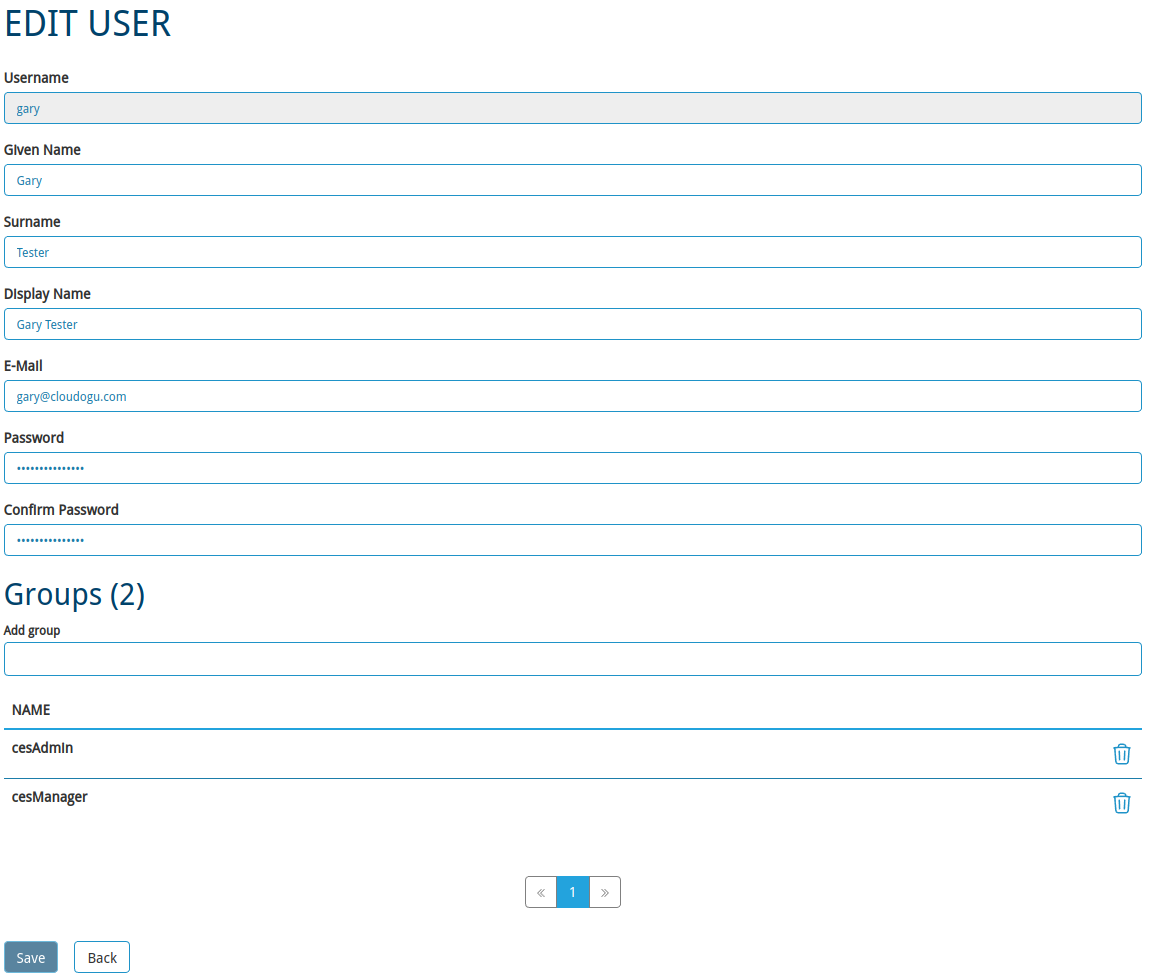 EDIT USER
Username
gary
Given Name
Gary
Surname
Tester
Display Name
Gary Tester
E-Mail
gary@cloudogu.com
Password
•••••••••••••••
Confirm Password
•••••••••••••••
Groups (2)
Add group
NAME
cesAdmin
cesManager
« 1 »
Save Back